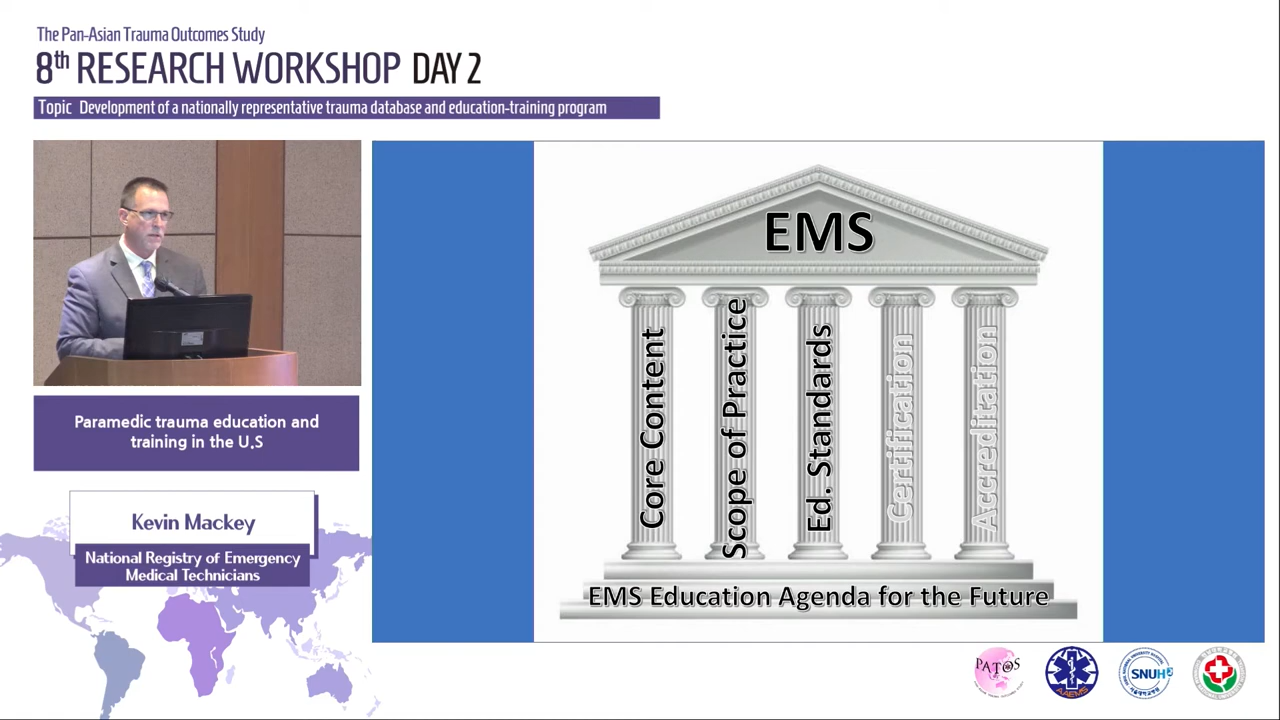 The Pan-Asian Trauma Outcomes Study
8th RESEARCH WORKSHOP DAY 2
Topic Development of a nationally representative trauma database and education-training program
EMS
Core Content
Scope of Practice
Ed. Standards
Certification
Accreditation
EMS Education Agenda for the Future
Paramedic trauma education and
training in the U.S
Kevin Mackey
National Registry of Emergency
Medical Technicians
PATOS
AAEMS
SNUH